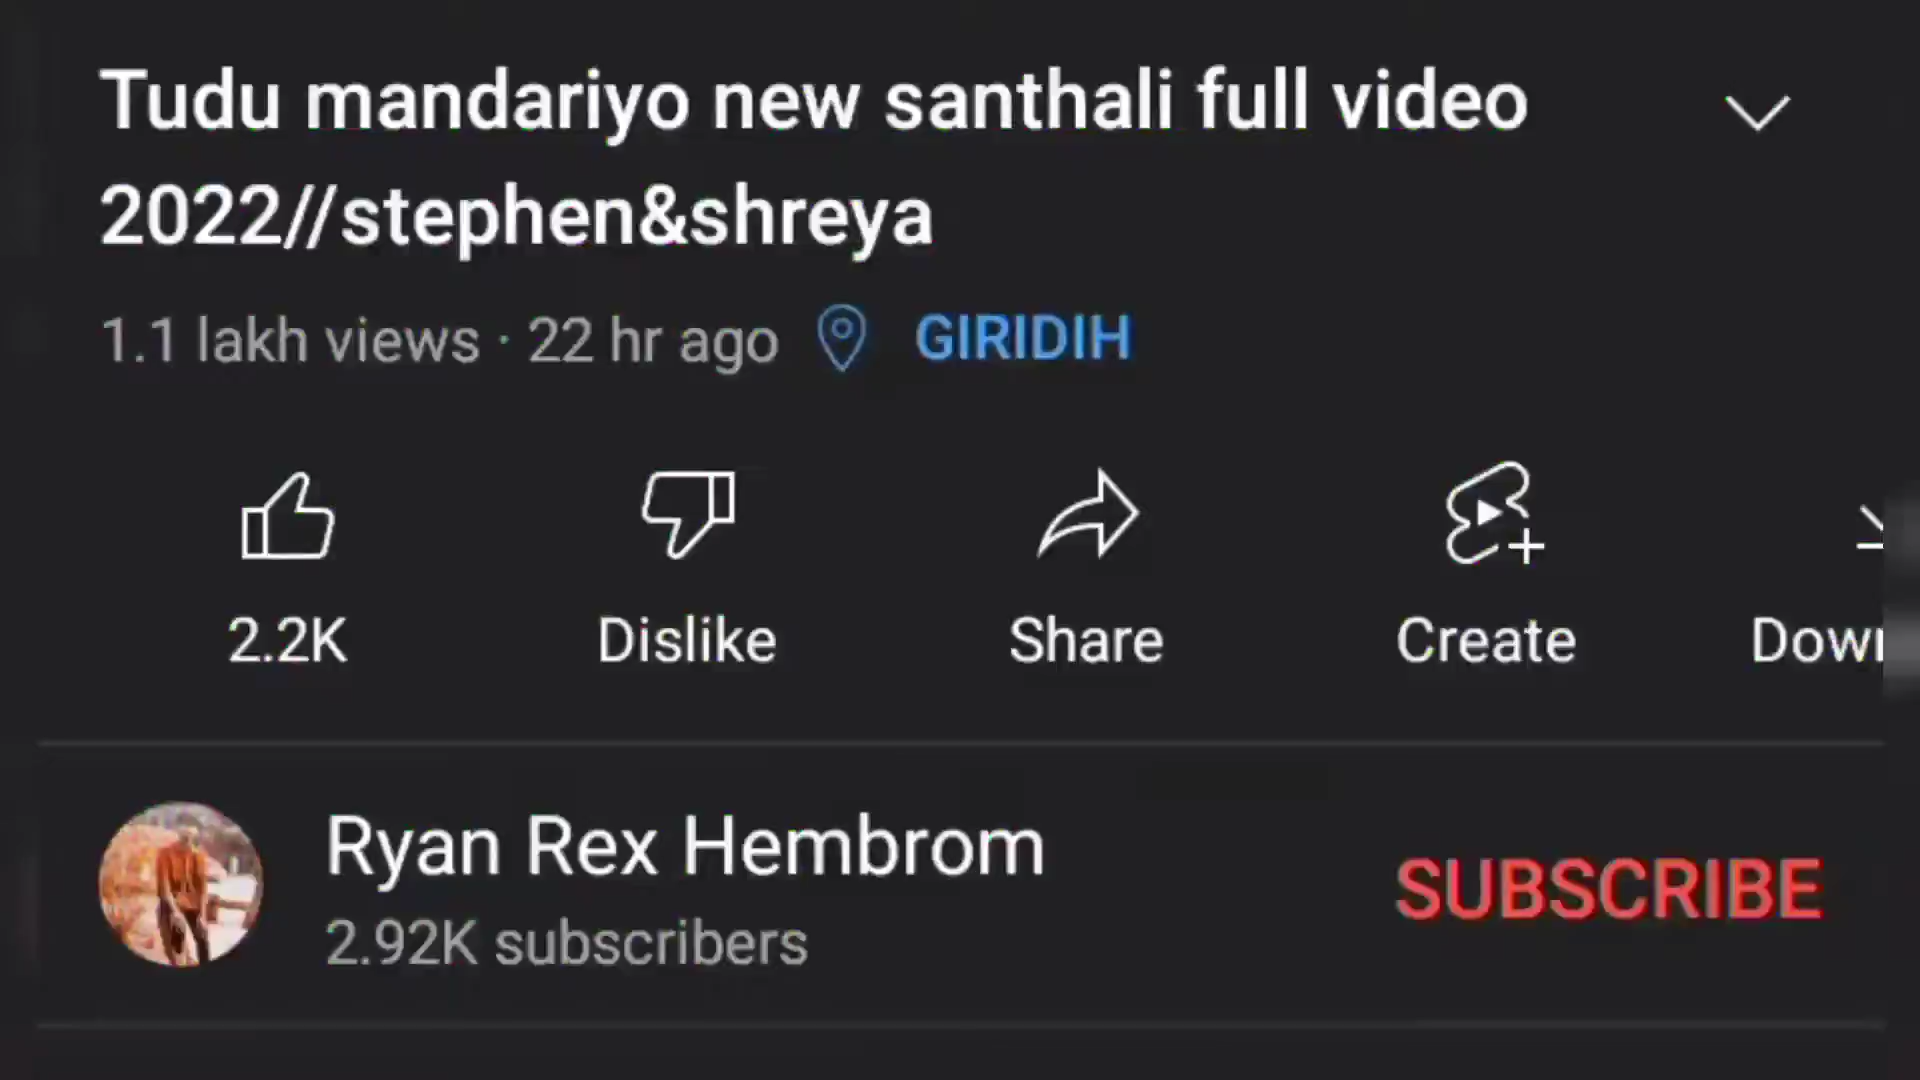 Tudu mandariyo new santhali full video
2022//stephen&shreya
1.1 lakh views · 22 hr ago GIRIDIH
2.2K Dislike Share Create
Ryan Rex Hembrom
SUBSCRIBE
2.92K subscribers